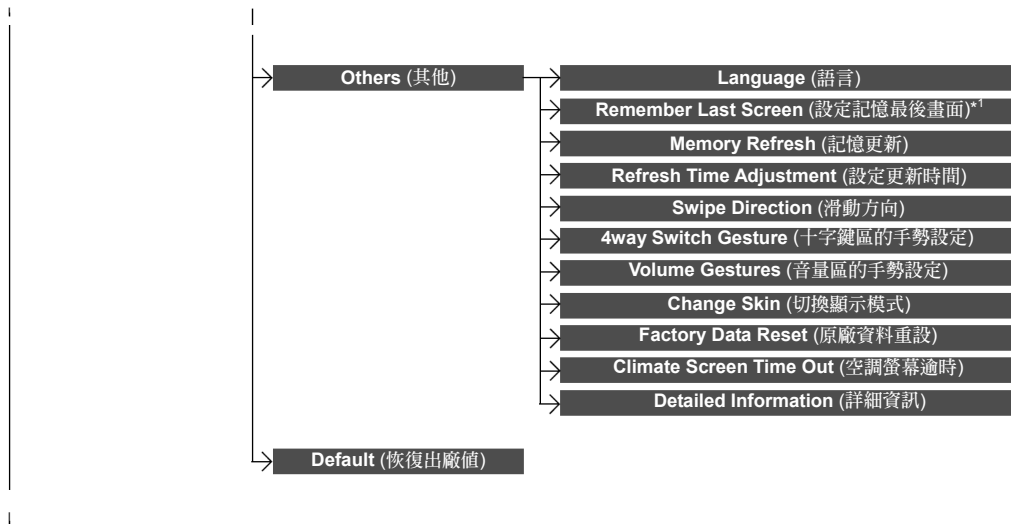 Others (其他)
Language (語言)
Remember Last Screen (設定記憶最後畫面)*1
Memory Refresh (記憶更新)
Refresh Time Adjustment (設定更新時間)
Swipe Direction (滑動方向)
4way Switch Gesture (十字鍵區的手勢設定)
Volume Gestures (音量區的手勢設定)
Change Skin (切換顯示模式)
Factory Data Reset (原廠資料重設)
Climate Screen Time Out (空調螢幕逾時)
Detailed Information (詳細資訊)
Default (恢復出廠值)